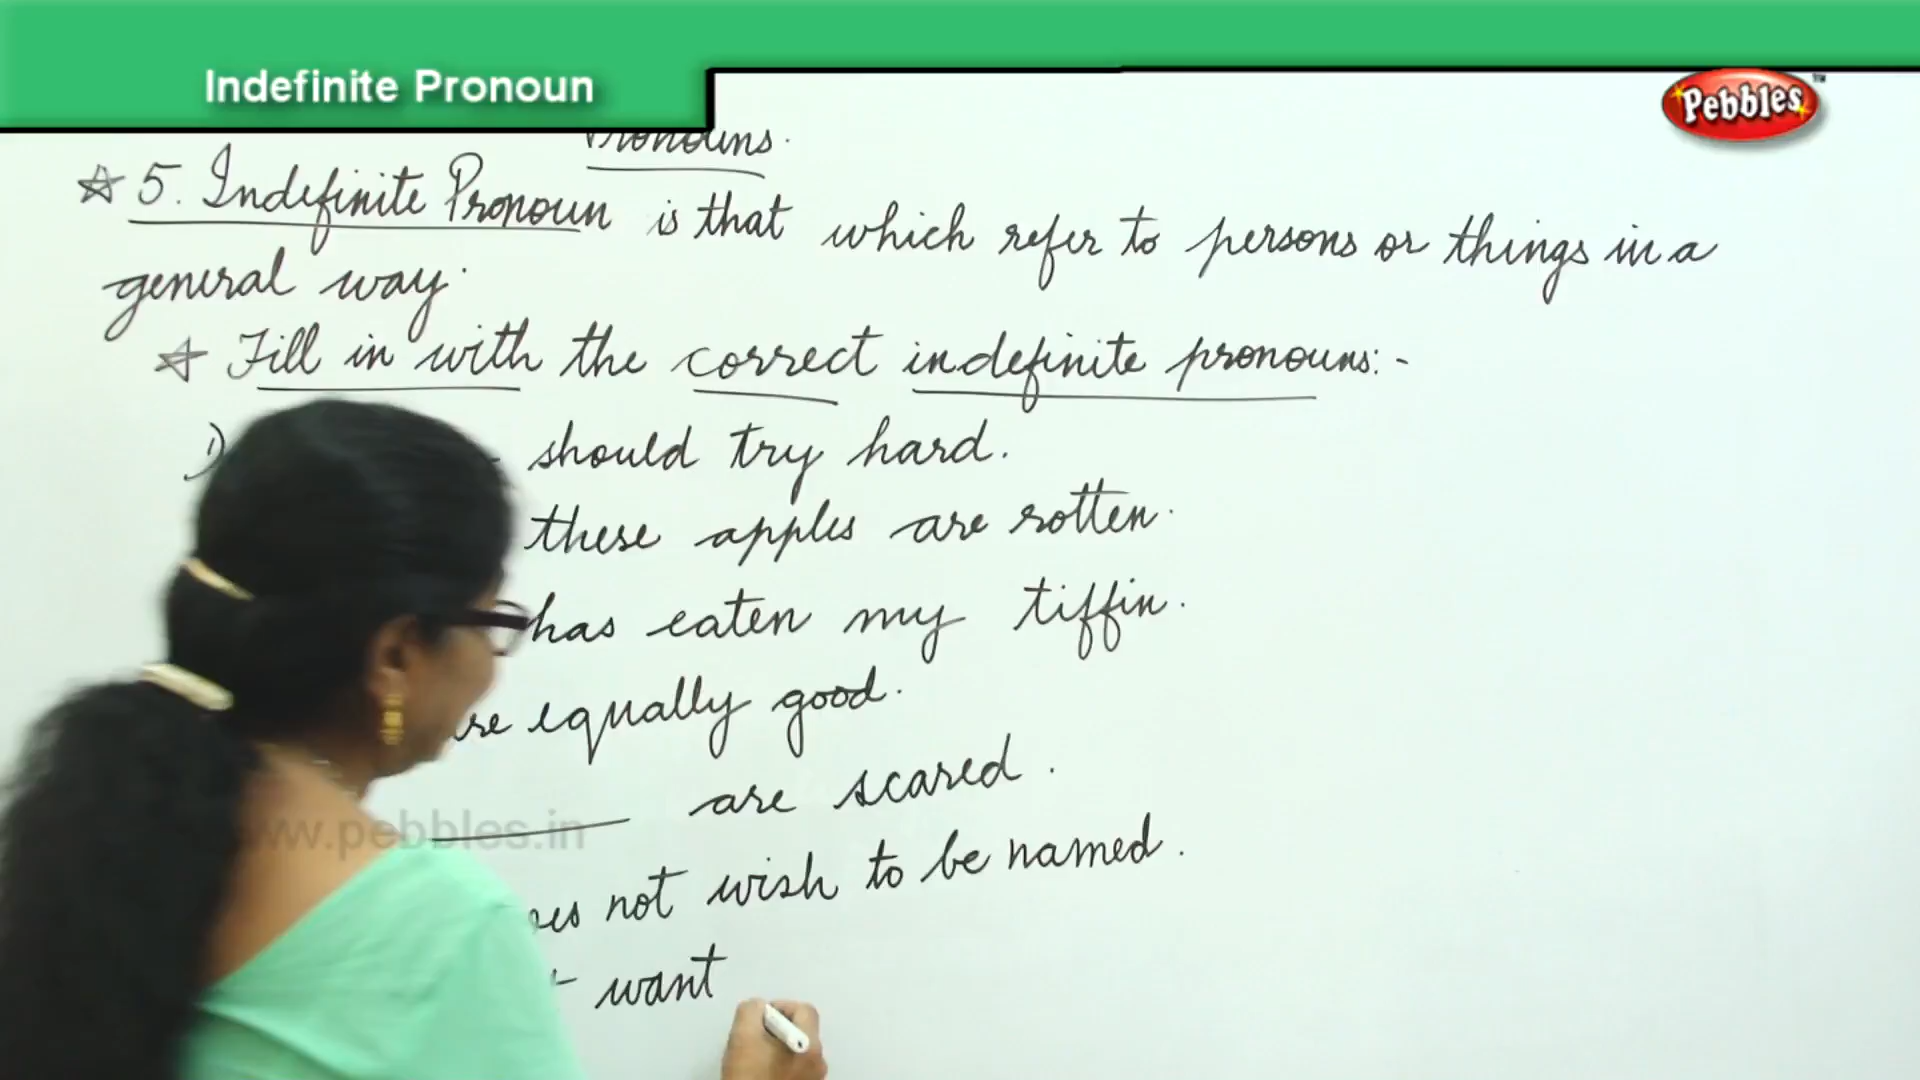 Indefinite Pronoun
Pebbles™
Pronouns.
☆ 5. Indefinite Pronoun is that which refer to persons or things in a
general way.
☆ Fill in with the correct indefinite pronouns:-
should try hard.
these apples are rotten.
has eaten my tiffin.
equally good.
are scared.
not wish to be named.
want
www.pebbles.in